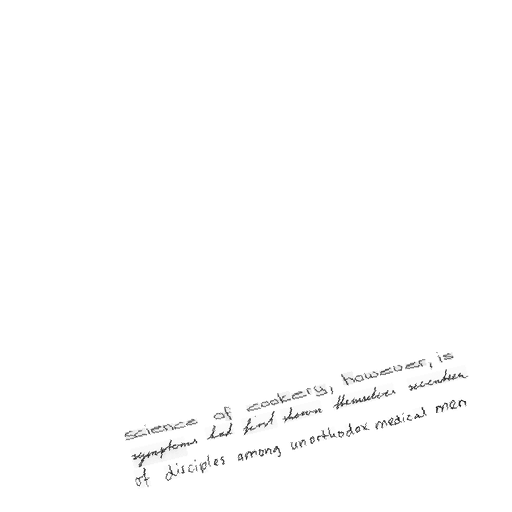 science of cookery, however, is
symptoms had first shown themselves seventeen
of disciples among unorthodox medical men